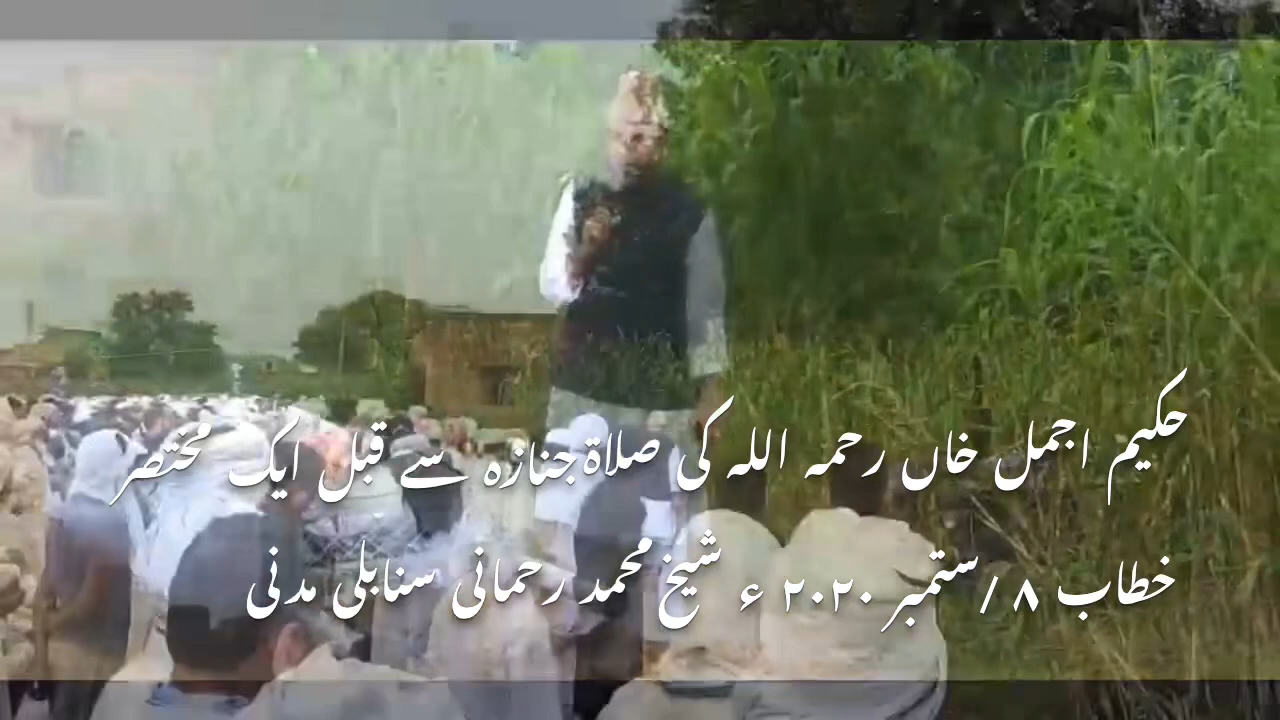 حکیم اجمل خاں رحمہ اللہ کی صلاۃ جنازہ سے قبل ایک مختصر
خطاب ۸ /ستمبر ۲۰۲۰ ء شیخ محمد رحمانی سنابلی مدنی